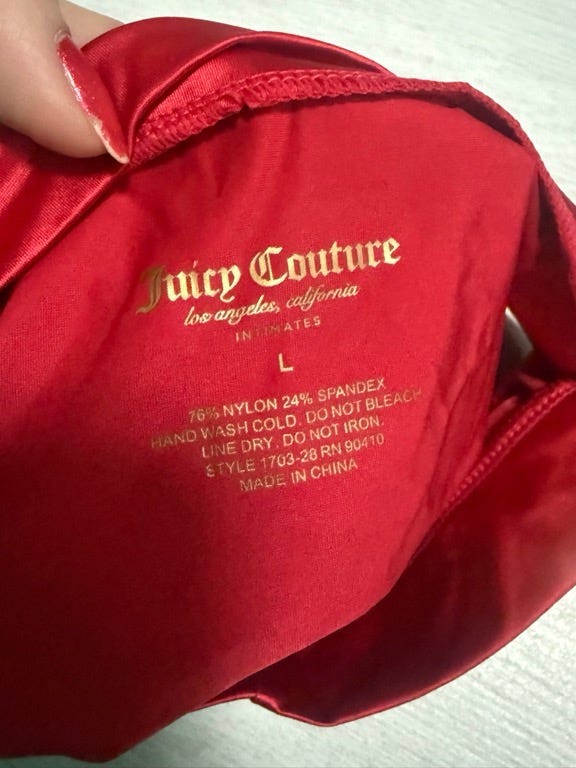 Juicy Couture
los angeles, california
INTIMATES
L
76% NYLON 24% SPANDEX
HAND WASH COLD. DO NOT BLEACH
LINE DRY. DO NOT IRON.
STYLE 1703-28 RN 90410
MADE IN CHINA